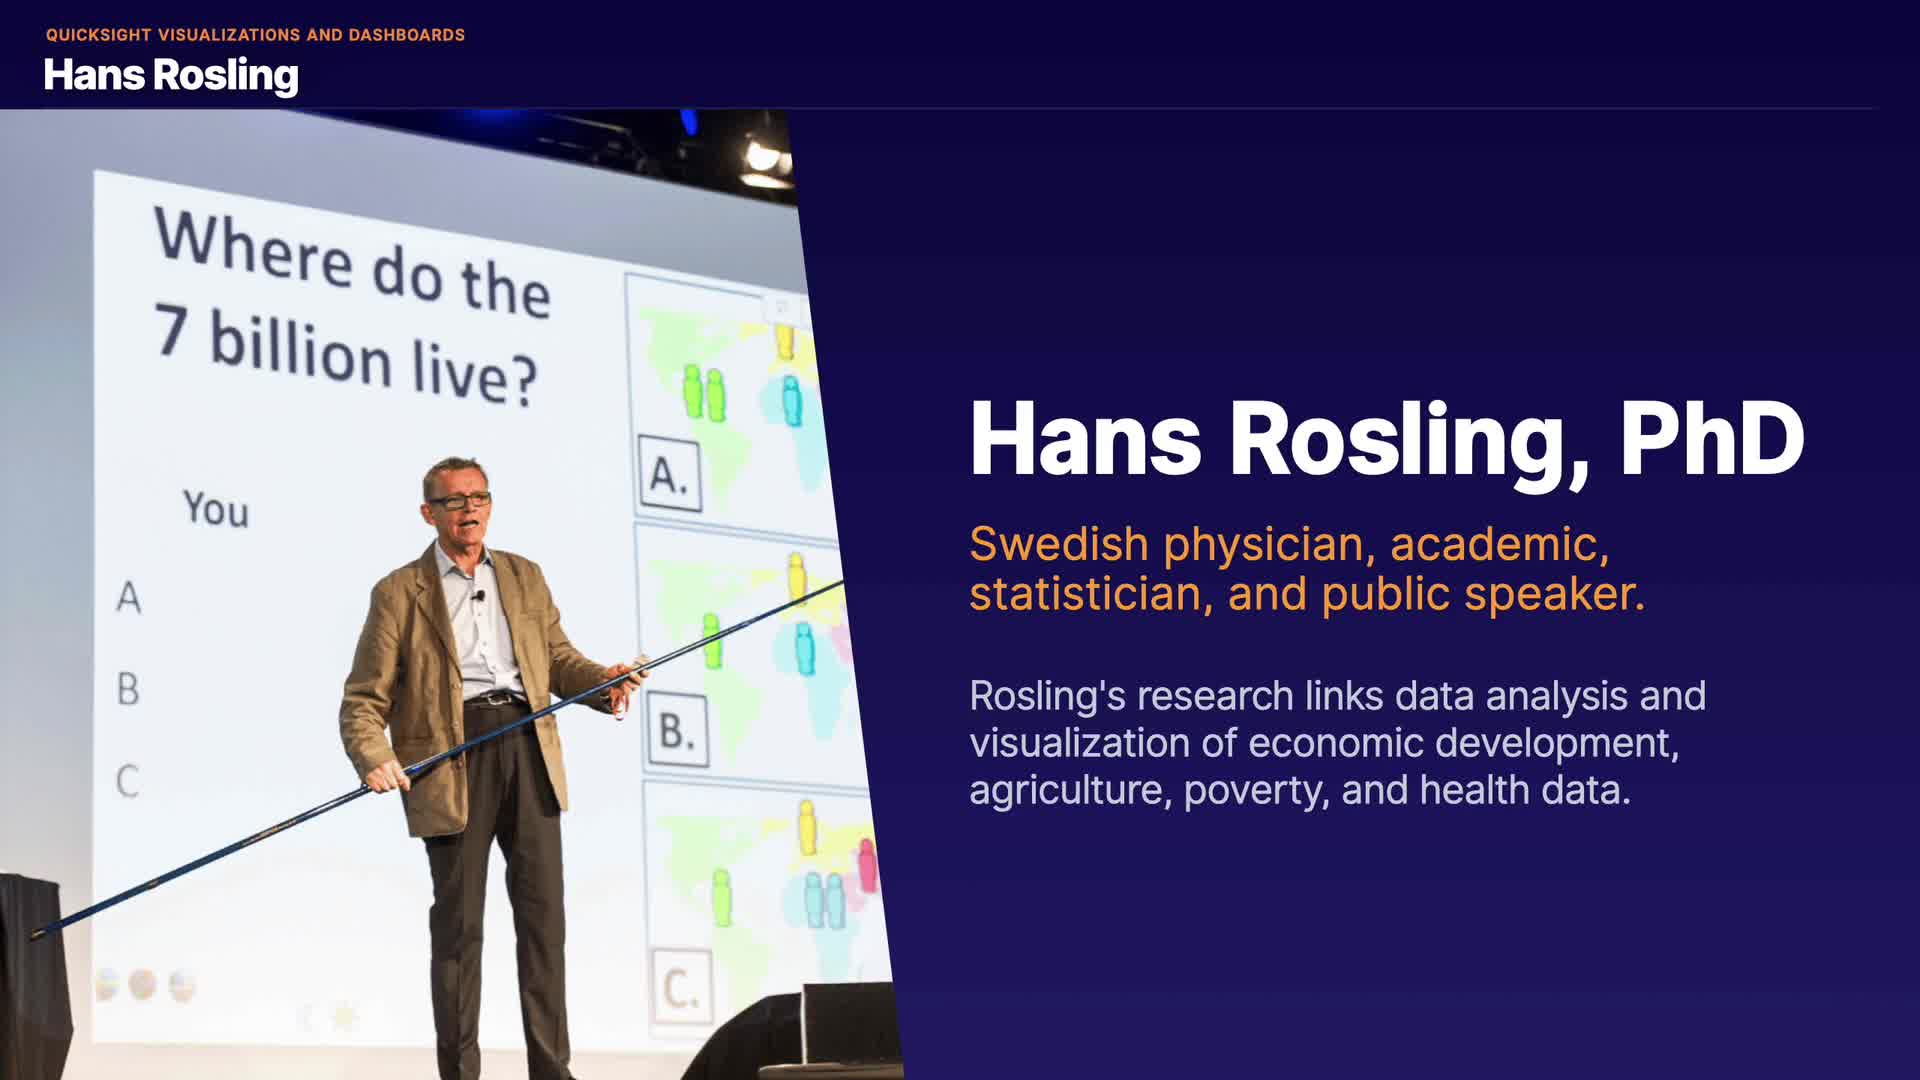 QUICKSIGHT VISUALIZATIONS AND DASHBOARDS
Hans Rosling
Where do the
7 billion live?
You
A
B
C
A.
B.
C.
Hans Rosling, PhD
Swedish physician, academic,
statistician, and public speaker.
Rosling's research links data analysis and
visualization of economic development,
agriculture, poverty, and health data.